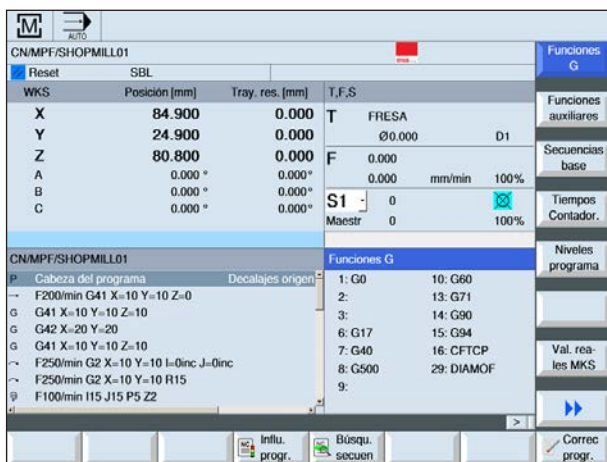 M
AUTO
CN/MPF/SHOPMILL01
Reset SBL
WKS Posición [mm] Tray. res. [mm] T,F,S
X 84.900 0.000
Y 24.900 0.000
Z 80.800 0.000
A 0.000 ° 0.000°
B 0.000 ° 0.000°
C 0.000 ° 0.000°
T FRESA
Ø0.000 D1
F 0.000
0.000 mm/min 100%
S1 0
Maestr 0 100%
CN/MPF/SHOPMILL01
P Cabeza del programa Decalajes origen
→ F200/min G41 X=10 Y=10 Z=0
G G41 X=10 Y=10 Z=10
G G42 X=20 Y=20
G G41 X=10 Y=10 Z=10
F250/min G2 X=10 Y=10 I=0inc J=0inc
F250/min G2 X=10 Y=10 R15
F100/min I15 J15 P5 Z2
Funciones G
1: G0 10: G60
2: 13: G71
3: 14: G90
6: G17 15: G94
7: G40 16: CFTCP
8: G500 29: DIAMOF
9:
>
Funciones
G
Funciones
auxiliares
Secuencias
base
Tiempos
Contador.
Niveles
programa
Val. rea-
les MKS
NC Influ.
progr.
NC Búsqu.
secuen
Correc
progr.